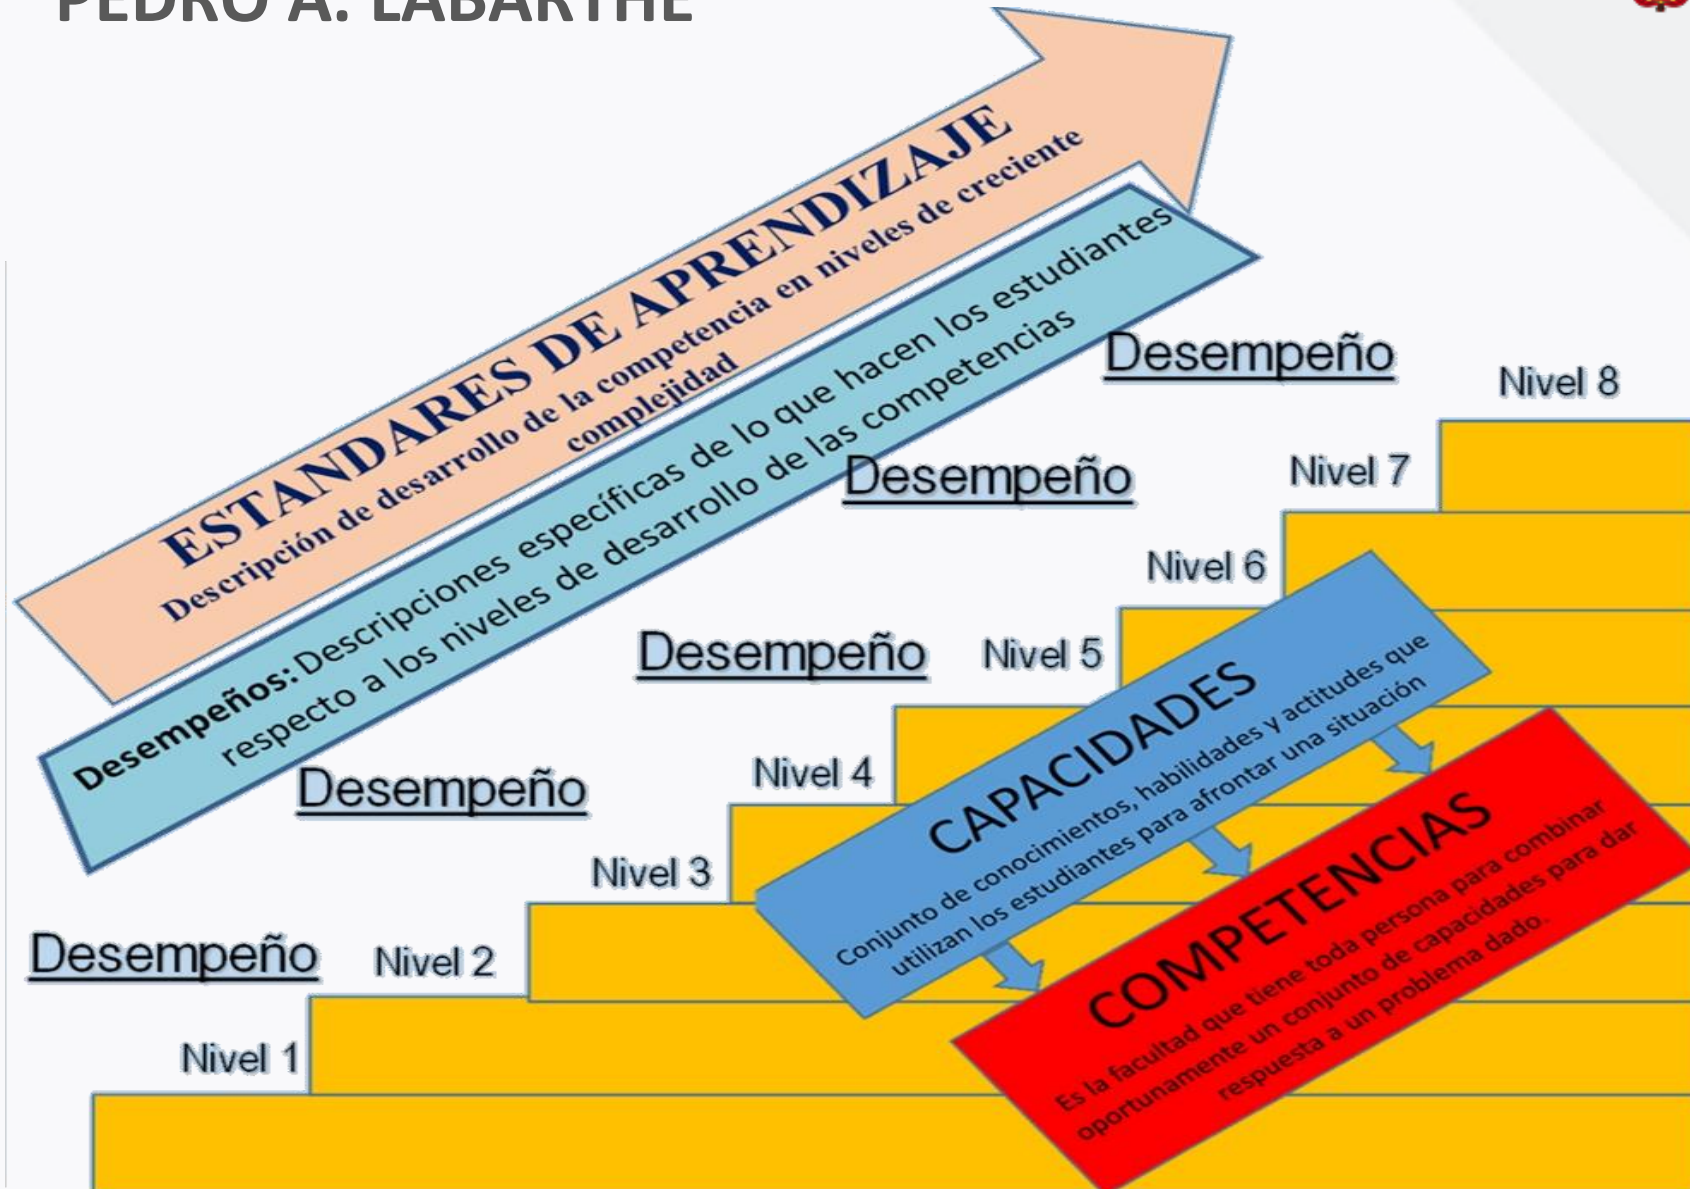 PEDRO A. LABARTHE
ESTANDARES DE APRENDIZAJE
Descripción de desarrollo de la competencia en niveles de creciente
complejidad
Desempeños: Descripciones específicas de lo que hacen los estudiantes
respecto a los niveles de desarrollo de las competencias
Desempeño
Nivel 8
Desempeño
Nivel 7
Nivel 6
Desempeño
Nivel 5
Desempeño
Nivel 4
Nivel 3
Desempeño
Nivel 2
Nivel 1
CAPACIDADES
Conjunto de conocimientos, habilidades y actitudes que
utilizan los estudiantes para afrontar una situación
COMPETENCIAS
Es la facultad que tiene toda persona para combinar
oportunamente un conjunto de capacidades para dar
respuesta a un problema dado.